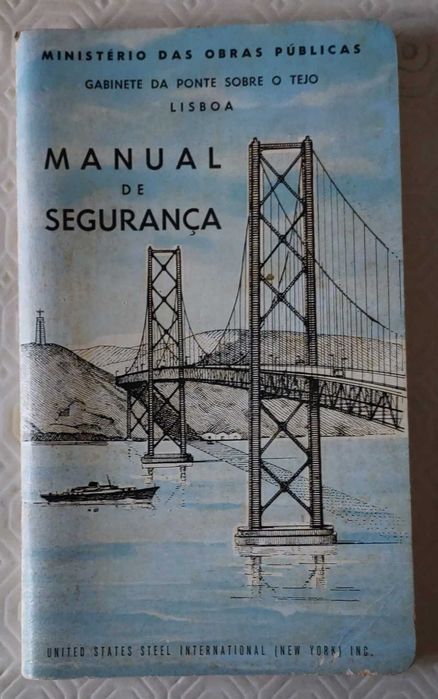 MINISTÉRIO DAS OBRAS PÚBLICAS
GABINETE DA PONTE SOBRE O TEJO
LISBOA
MANUAL
DE
SEGURANÇA
UNITED STATES STEEL INTERNATIONAL (NEW YORK) INC.